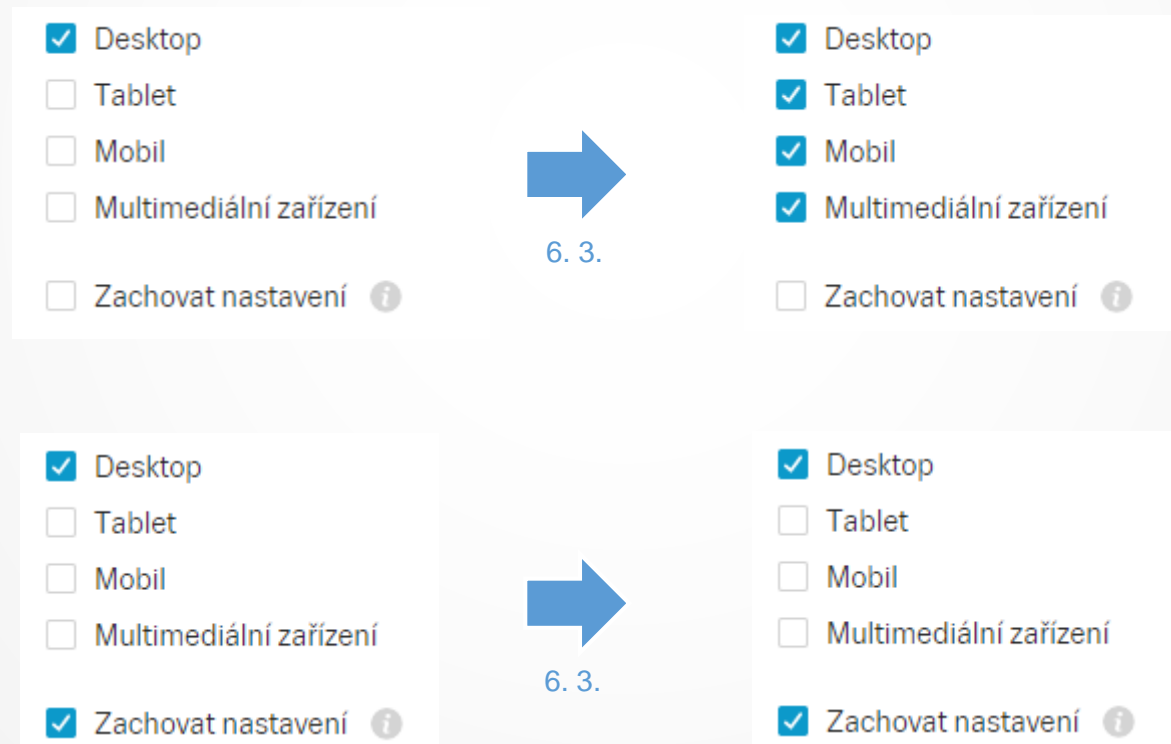 Desktop
Tablet
Mobil
Multimediální zařízení
Zachovat nastavení
6. 3.
Desktop
Tablet
Mobil
Multimediální zařízení
Zachovat nastavení
Desktop
Tablet
Mobil
Multimediální zařízení
Zachovat nastavení
6. 3.
Desktop
Tablet
Mobil
Multimediální zařízení
Zachovat nastavení